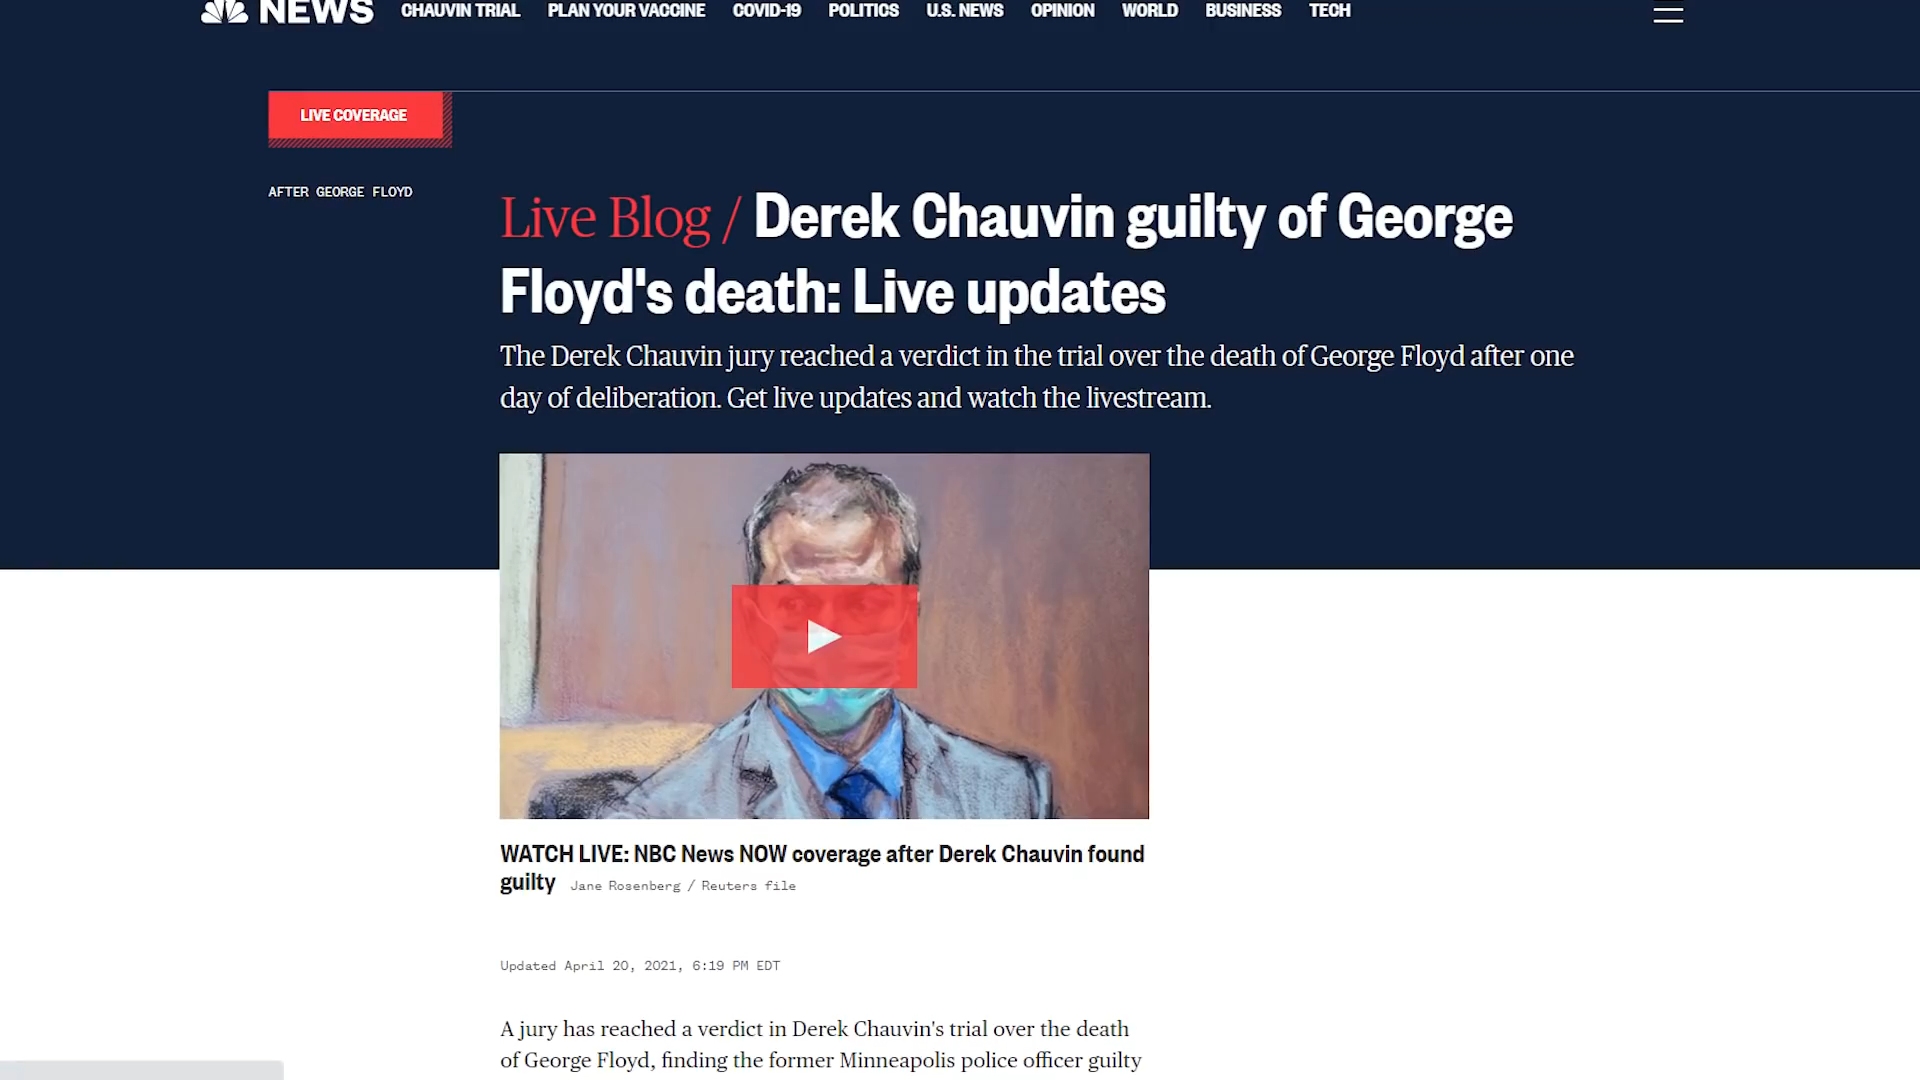 NEWS CHAUVIN TRIAL PLAN YOUR VACCINE COVID-19 POLITICS U.S. NEWS OPINION WORLD BUSINESS TECH
LIVE COVERAGE
AFTER GEORGE FLOYD
Live Blog / Derek Chauvin guilty of George
Floyd's death: Live updates
The Derek Chauvin jury reached a verdict in the trial over the death of George Floyd after one
day of deliberation. Get live updates and watch the livestream.
WATCH LIVE: NBC News NOW coverage after Derek Chauvin found
guilty Jane Rosenberg / Reuters file
Updated April 20, 2021, 6:19 PM EDT
A jury has reached a verdict in Derek Chauvin's trial over the death
of George Floyd, finding the former Minneapolis police officer guilty